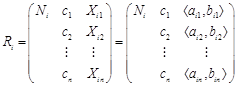 R_i = ( N_i c_1 X_{i1} ) = ( N_i c_1 ⟨a_{i1}, b_{i1}⟩ )
c_2 X_{i2} c_2 ⟨a_{i2}, b_{i2}⟩
⋮ ⋮ ⋮ ⋮
c_n X_{in} c_n ⟨a_{in}, b_{in}⟩